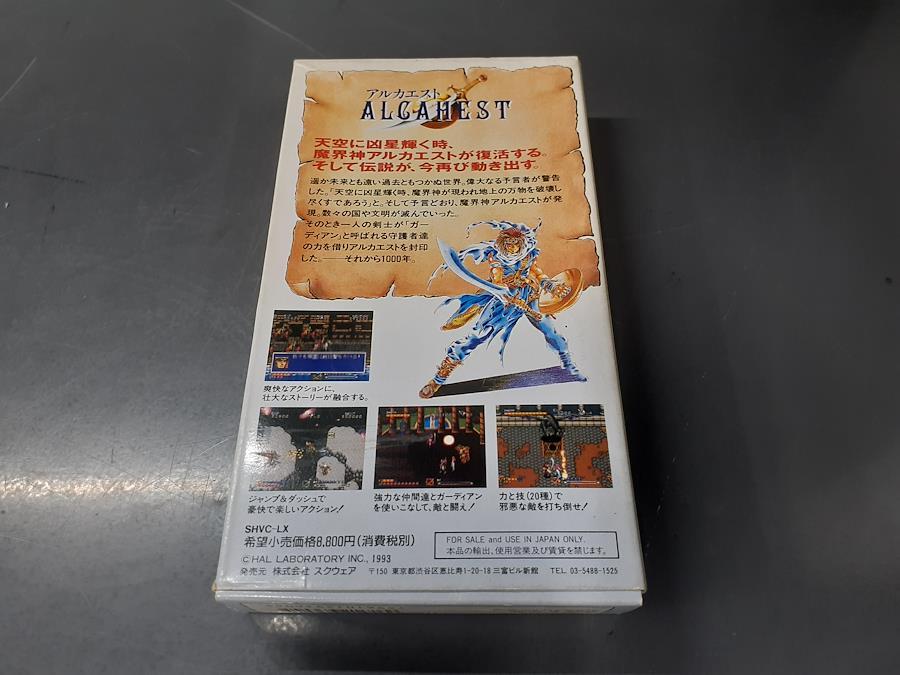 アルカエスト
ALCAHEST
天空に凶星輝く時、
魔界神アルカエストが復活する。
そして伝説が、今再び動き出す。
遥か未来とも遠い過去ともつかぬ世界。偉大なる予言者が警告
した。「天空に凶星輝く時、魔界神が現われ地上の万物を破壊し
尽くすであろう」と。そして予言どおり、魔界神アルカエストが発
現。数々の国や文明が滅んでいった。
そのとき一人の剣士が「ガー
ディアン」と呼ばれる守護者達
の力を借りアルカエストを封印
した。——それから1000年。
爽快なアクションに、
壮大なストーリーが融合する。
ジャンプ&ダッシュで
豪快で楽しいアクション!
強力な仲間達とガーディアン
を使いこなして、敵と闘え!
力と技(20種)で
邪悪な敵を打ち倒せ!
SHVC-LX
希望小売価格8,800円(消費税別)
©HAL LABORATORY INC., 1993
発売元 株式会社 スクウェア 〒150 東京都渋谷区恵比寿1-20-18 三富ビル新館 TEL 03-5488-1525
FOR SALE and USE IN JAPAN ONLY.
本品の輸出、使用営業及び賃貸を禁じます。